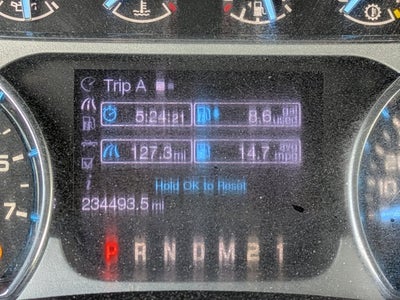 Trip A
5:24:21
8.6 gal used
127.3 mi
14.7 avg mpg
Hold OK to Reset
234493.5 mi
P R N D M 2 1
7